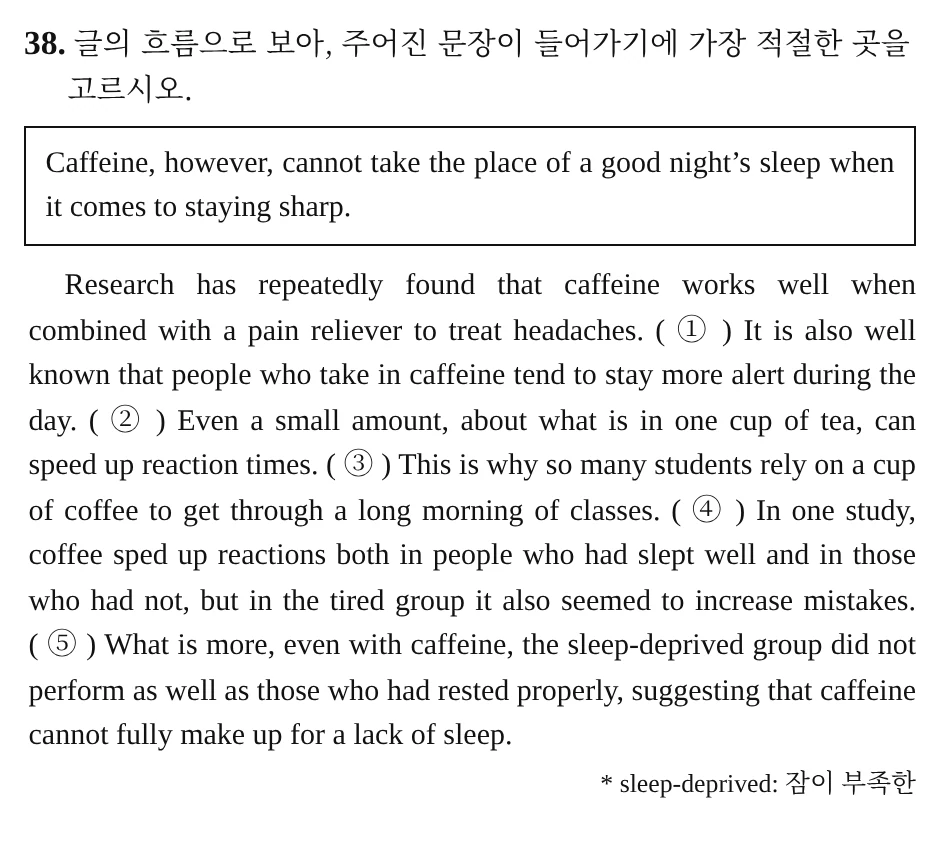 38. 글의 흐름으로 보아, 주어진 문장이 들어가기에 가장 적절한 곳을
고르시오.
Caffeine, however, cannot take the place of a good night’s sleep when
it comes to staying sharp.
Research has repeatedly found that caffeine works well when
combined with a pain reliever to treat headaches. ( ① ) It is also well
known that people who take in caffeine tend to stay more alert during the
day. ( ② ) Even a small amount, about what is in one cup of tea, can
speed up reaction times. ( ③ ) This is why so many students rely on a cup
of coffee to get through a long morning of classes. ( ④ ) In one study,
coffee sped up reactions both in people who had slept well and in those
who had not, but in the tired group it also seemed to increase mistakes.
( ⑤ ) What is more, even with caffeine, the sleep-deprived group did not
perform as well as those who had rested properly, suggesting that caffeine
cannot fully make up for a lack of sleep.
* sleep-deprived: 잠이 부족한